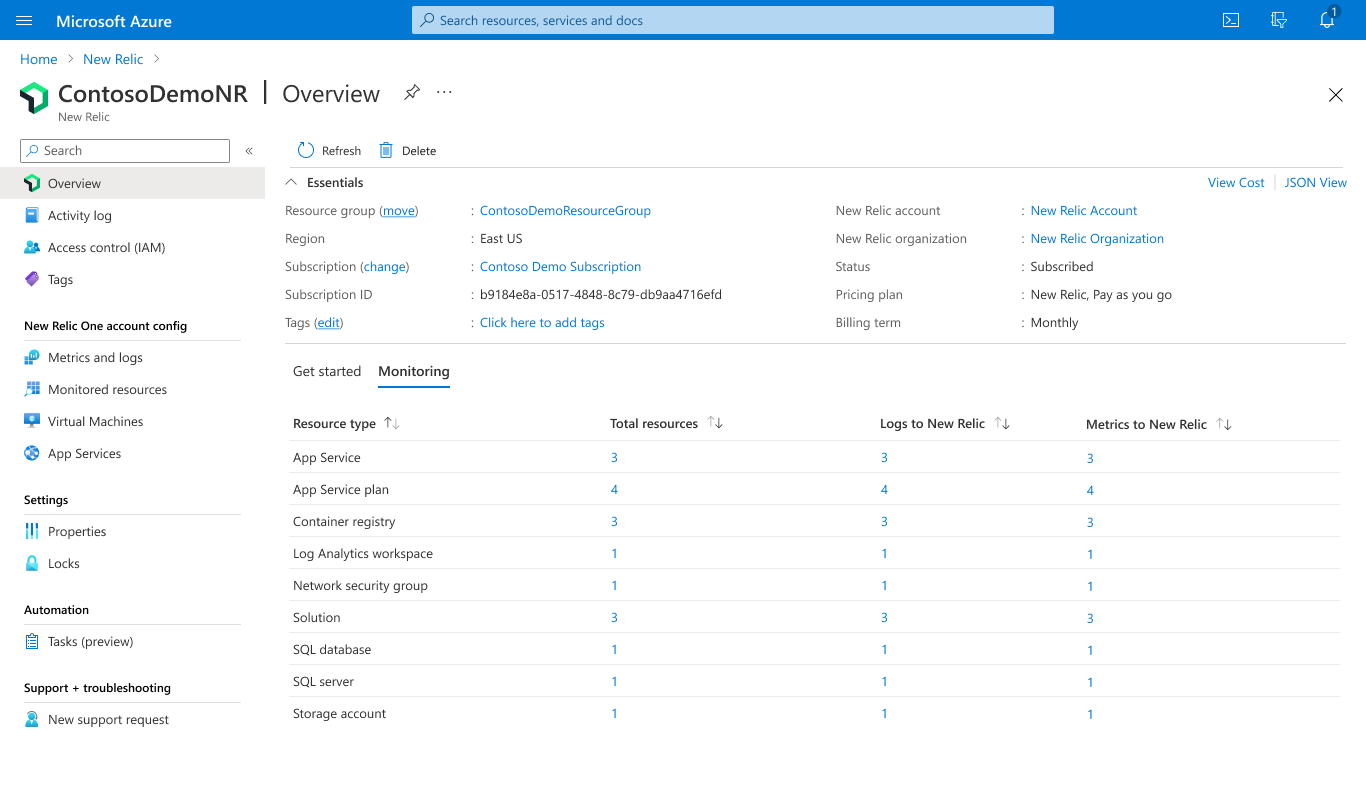 Microsoft Azure
Search resources, services and docs
1
Home > New Relic >
ContosoDemoNR | Overview
New Relic
Search
«
Refresh
Delete
Overview
Activity log
Access control (IAM)
Tags
New Relic One account config
Metrics and logs
Monitored resources
Virtual Machines
App Services
Settings
Properties
Locks
Automation
Tasks (preview)
Support + troubleshooting
New support request
Essentials
View Cost | JSON View
Resource group (move) : ContosoDemoResourceGroup
Region : East US
Subscription (change) : Contoso Demo Subscription
Subscription ID : b9184e8a-0517-4848-8c79-db9aa4716efd
Tags (edit) : Click here to add tags
New Relic account : New Relic Account
New Relic organization : New Relic Organization
Status : Subscribed
Pricing plan : New Relic, Pay as you go
Billing term : Monthly
Get started Monitoring
Resource type ↑↓ Total resources ↑↓ Logs to New Relic ↑↓ Metrics to New Relic ↑↓
App Service 3 3 3
App Service plan 4 4 4
Container registry 3 3 3
Log Analytics workspace 1 1 1
Network security group 1 1 1
Solution 3 3 3
SQL database 1 1 1
SQL server 1 1 1
Storage account 1 1 1